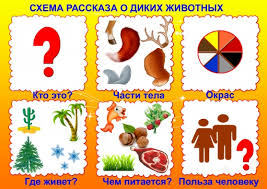 СХЕМА РАССКАЗА О ДИКИХ ЖИВОТНЫХ
?
Кто это?
Части тела
Окрас
?
Где живет?
Чем питается?
Польза человеку